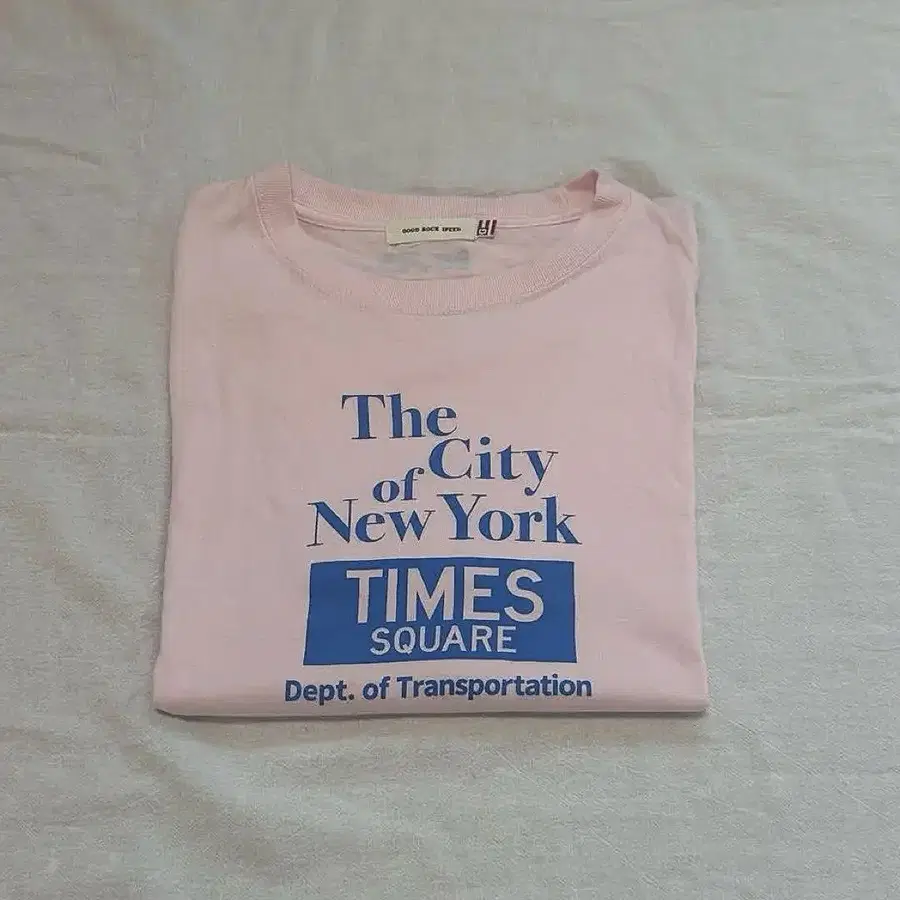 GOOD ROCK SPEED
The
City
of
New York
TIMES
SQUARE
Dept. of Transportation